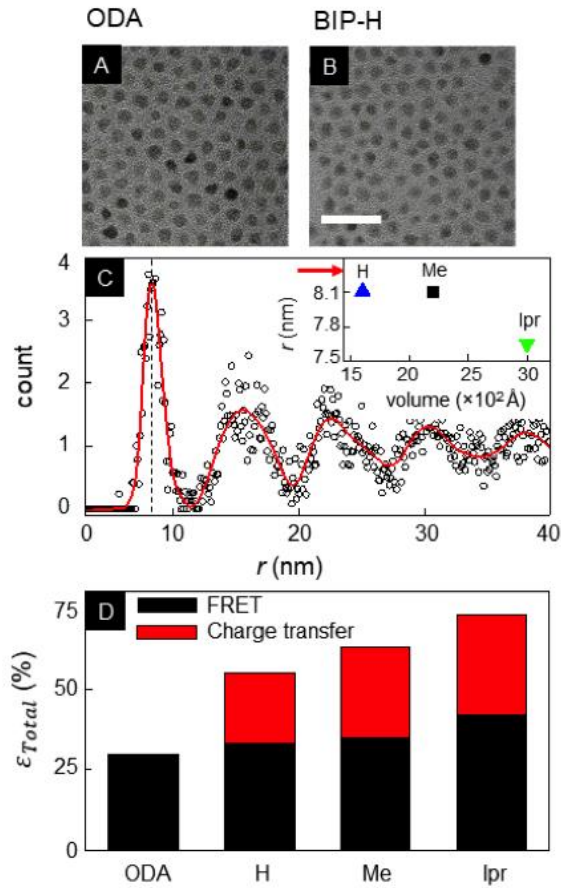 ODA BIP-H
A B
C
4
3
2
1
0
count
0 10 20 30 40
r (nm)
H Me Ipr
8.1
7.8
7.5
r (nm)
15 20 25 30
volume (×10²Å)
D
FRET
Charge transfer
75
50
25
0
εTotal (%)
ODA H Me Ipr